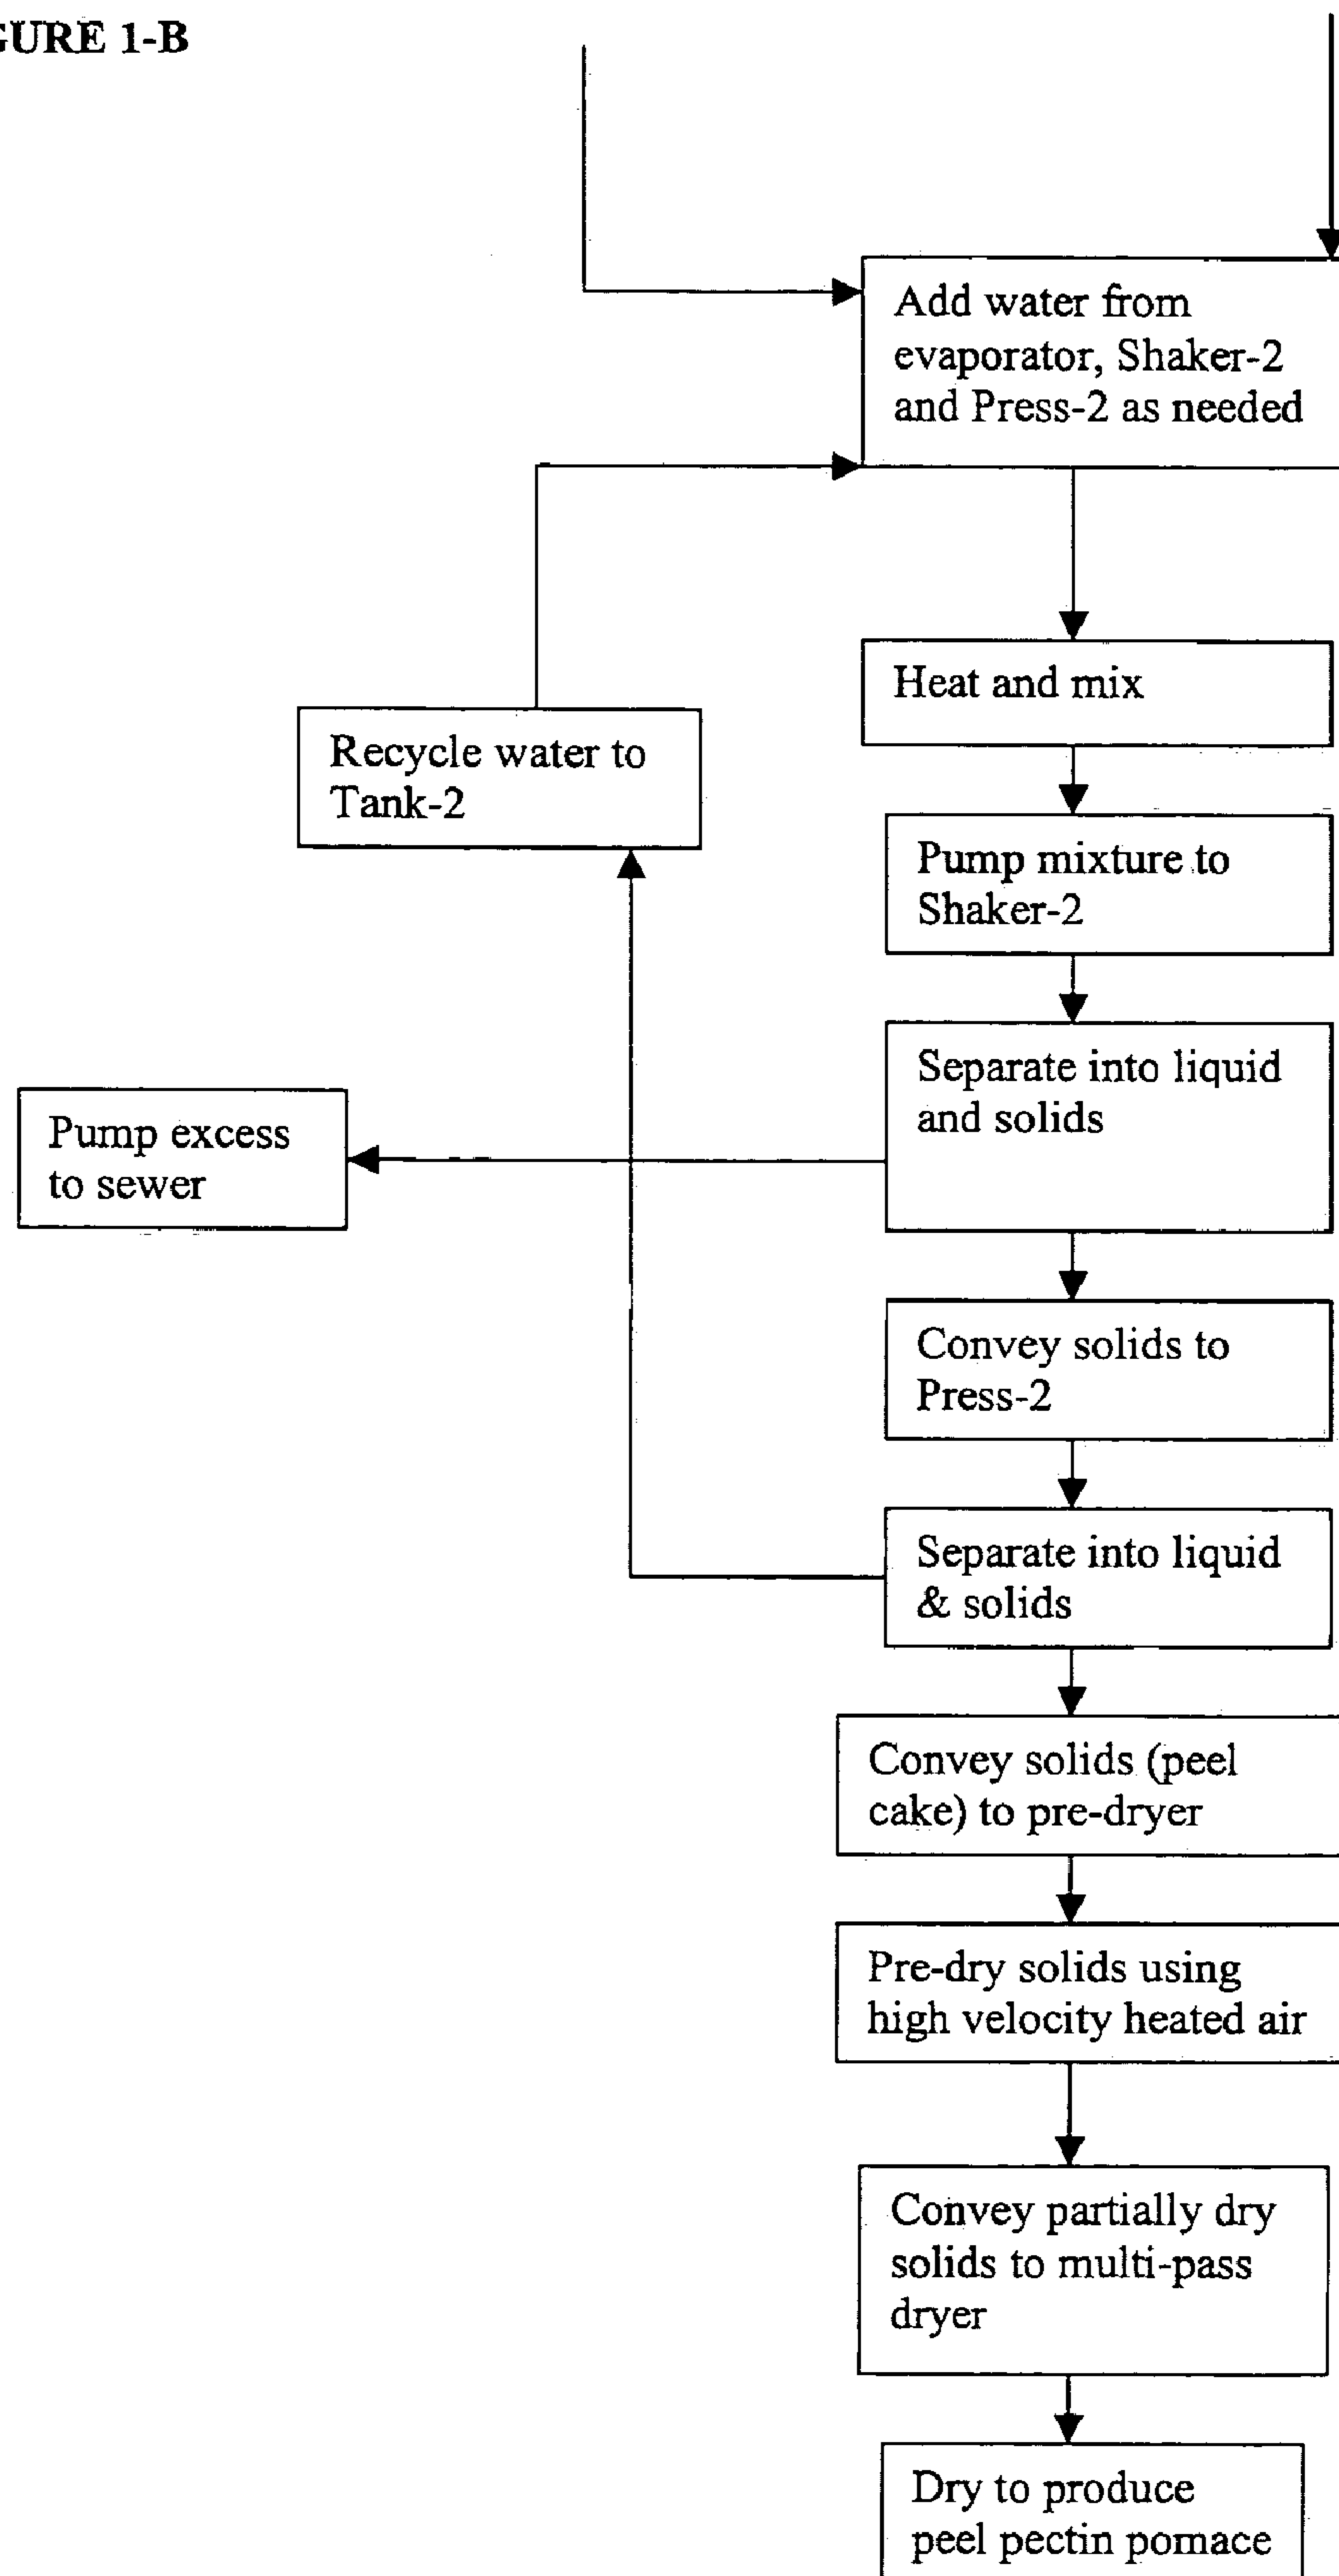 GURE 1-B
Add water from
evaporator, Shaker-2
and Press-2 as needed
Heat and mix
Recycle water to
Tank-2
Pump mixture to
Shaker-2
Separate into liquid
and solids
Pump excess
to sewer
Convey solids to
Press-2
Separate into liquid
& solids
Convey solids (peel
cake) to pre-dryer
Pre-dry solids using
high velocity heated air
Convey partially dry
solids to multi-pass
dryer
Dry to produce
peel pectin pomace